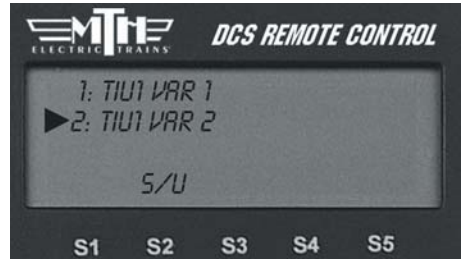 MTH
ELECTRIC TRAINS
DCS REMOTE CONTROL
1: TIU1 VAR 1
2: TIU1 VAR 2
S/U
S1 S2 S3 S4 S5